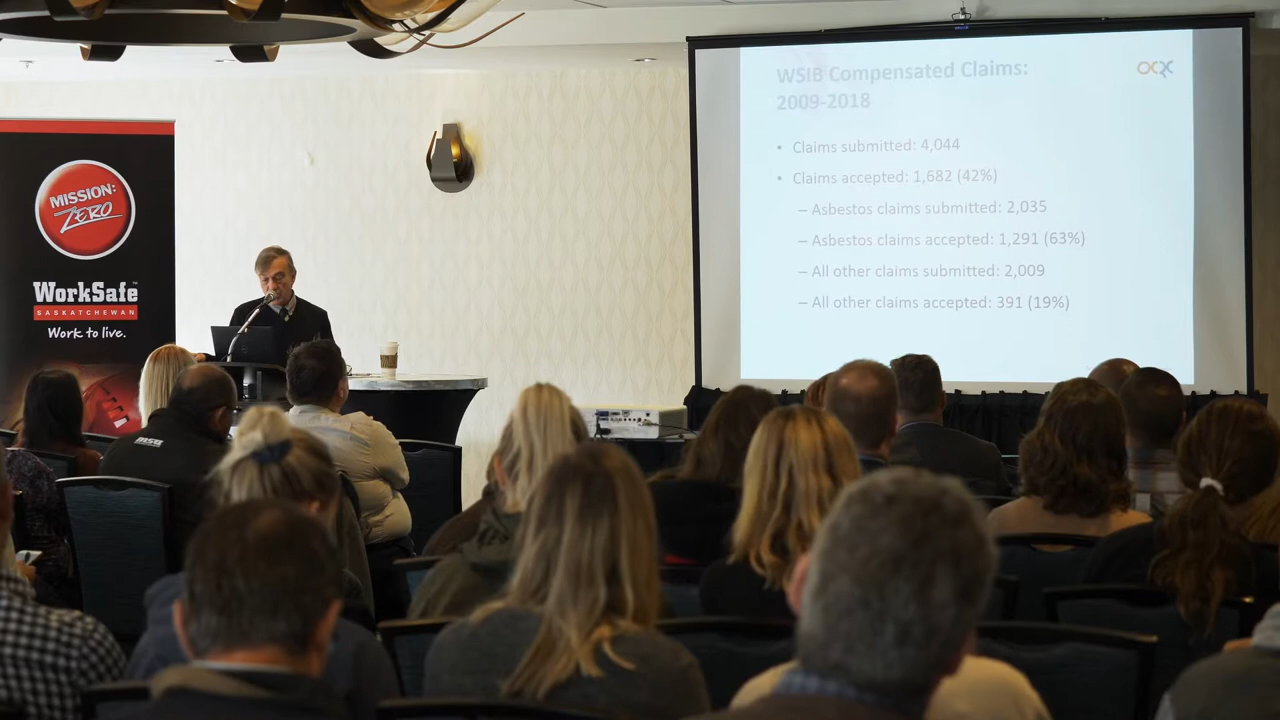 MISSION:
ZERO
WorkSafe™
SASKATCHEWAN
Work to live.
WSIB Compensated Claims:
2009-2018
OCRC
• Claims submitted: 4,044
• Claims accepted: 1,682 (42%)
– Asbestos claims submitted: 2,035
– Asbestos claims accepted: 1,291 (63%)
– All other claims submitted: 2,009
– All other claims accepted: 391 (19%)